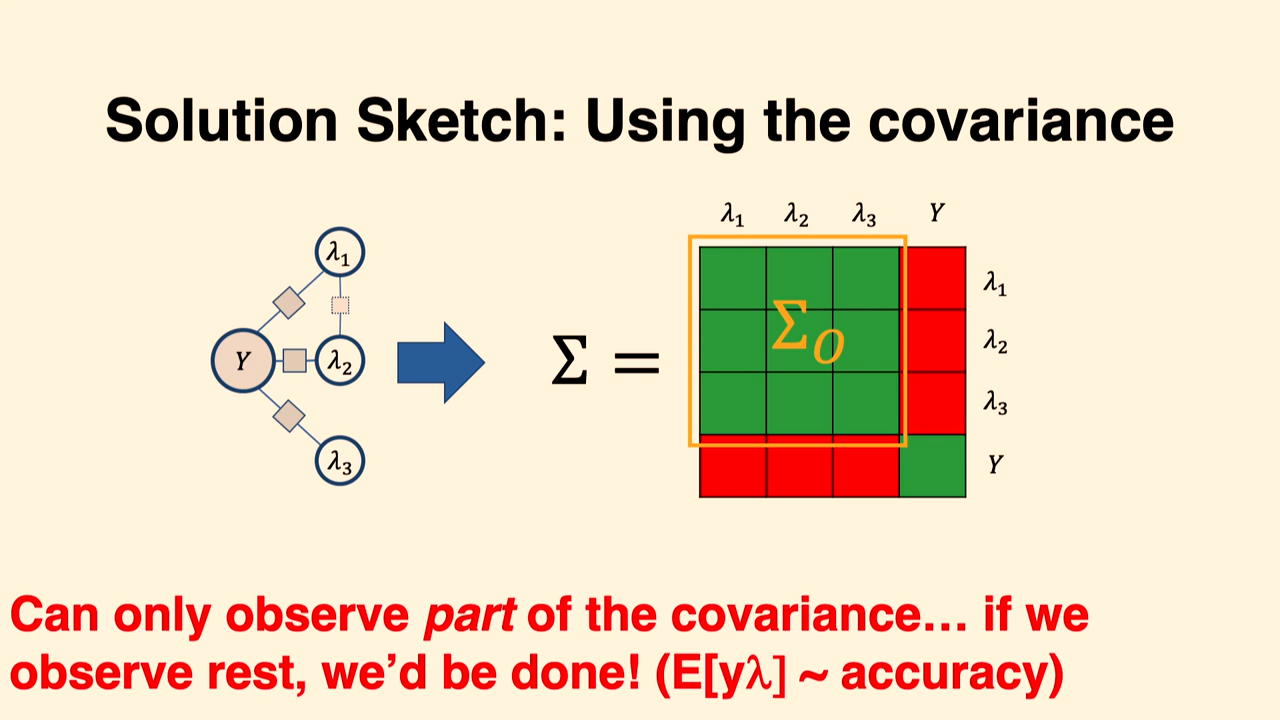 Solution Sketch: Using the covariance
λ₁ λ₂ λ₃ Y
λ₁
λ₁
Y
λ₂
Σ =
Σ_O
λ₂
λ₃
λ₃
Y
Can only observe part of the covariance... if we
observe rest, we'd be done! (E[yλ] ~ accuracy)